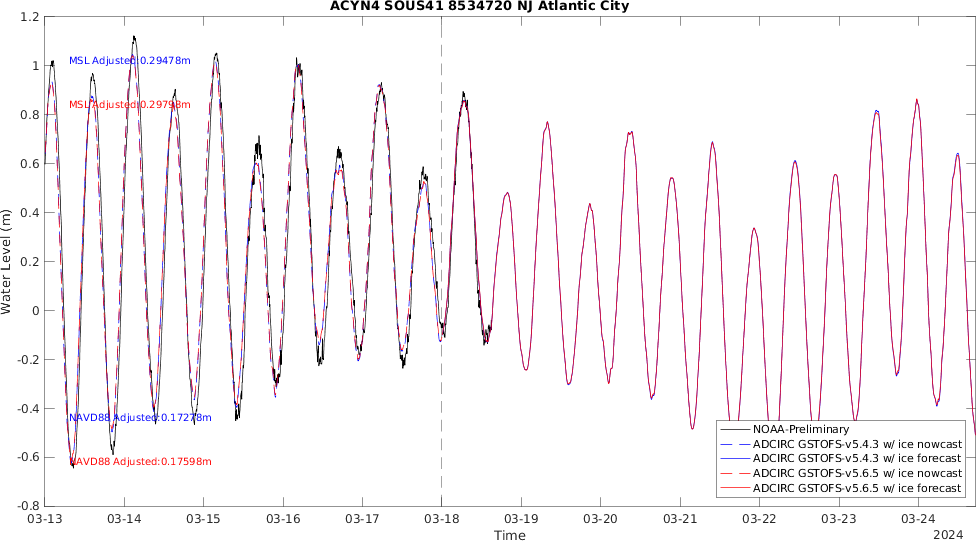 ACYN4 SOUS41 8534720 NJ Atlantic City
1.2
1
0.8
0.6
0.4
0.2
0
-0.2
-0.4
-0.6
-0.8
Water Level (m)
MSL Adjusted:0.29478m
MSL Adjusted:0.29793m
NAVD88 Adjusted:0.17278m
NAVD88 Adjusted:0.17598m
NOAA-Preliminary
ADCIRC GSTOFS-v5.4.3 w/ ice nowcast
ADCIRC GSTOFS-v5.4.3 w/ ice forecast
ADCIRC GSTOFS-v5.6.5 w/ ice nowcast
ADCIRC GSTOFS-v5.6.5 w/ ice forecast
03-13 03-14 03-15 03-16 03-17 03-18 03-19 03-20 03-21 03-22 03-23 03-24
Time
2024